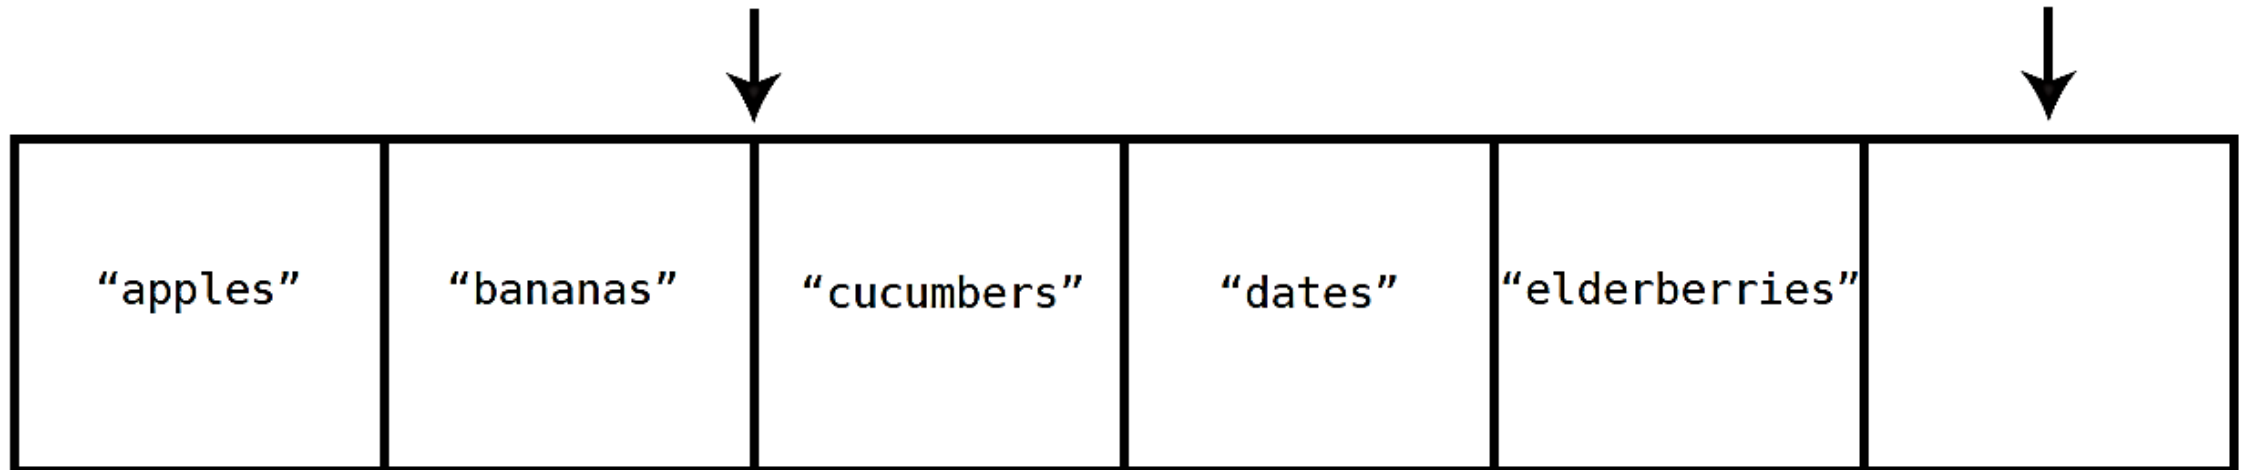 “apples” “bananas” “cucumbers” “dates” “elderberries”